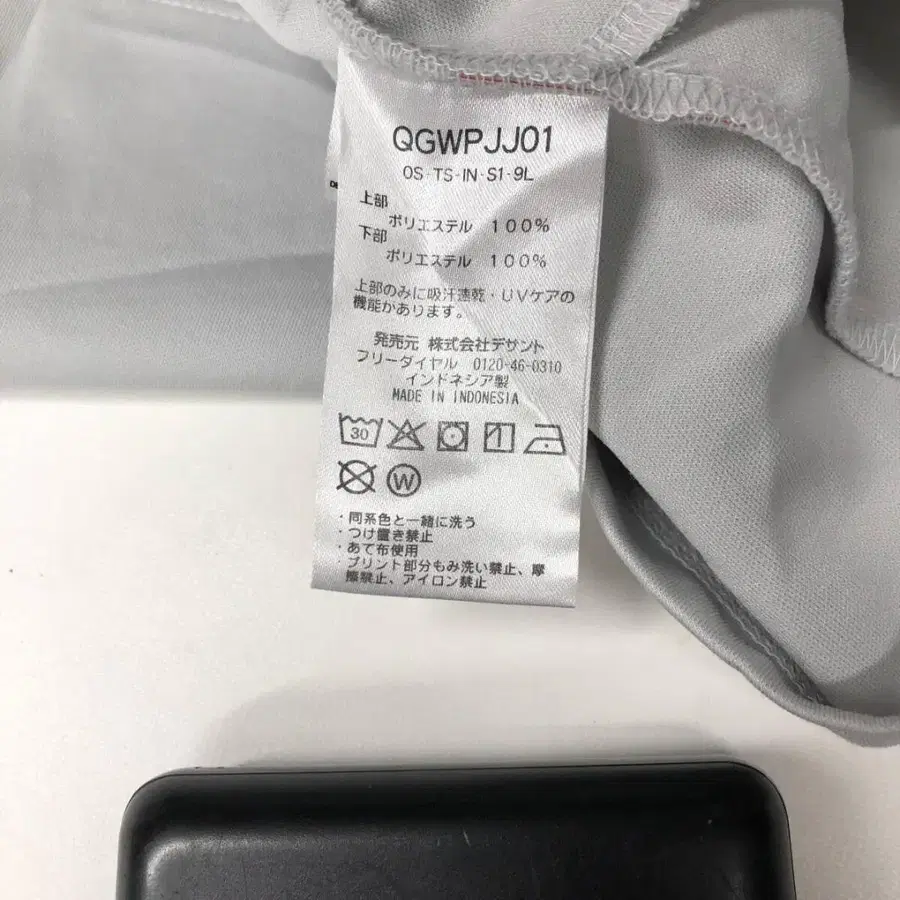 QGWPJJ01
OS-TS-IN-S1-9L
上部
ポリエステル 100%
下部
ポリエステル 100%
上部のみに吸汗速乾・UVケアの
機能があります。
発売元 株式会社デサント
フリーダイヤル 0120-46-0310
インドネシア製
MADE IN INDONESIA
30
W
・同系色と一緒に洗う
・つけ置き禁止
・あて布使用
・プリント部分もみ洗い禁止、摩
擦禁止、アイロン禁止